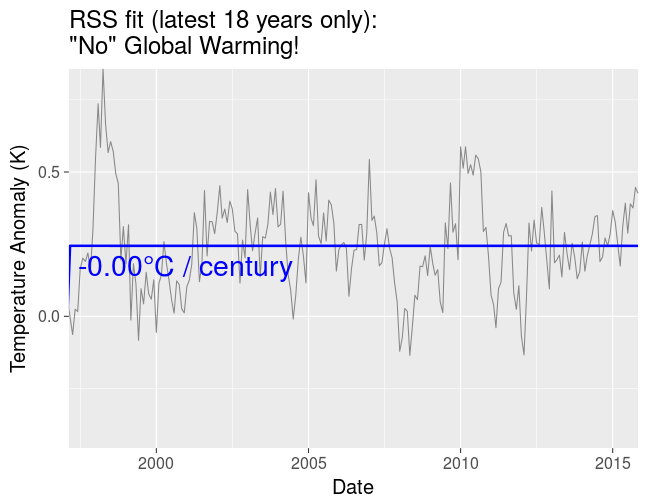 RSS fit (latest 18 years only):
"No" Global Warming!
Temperature Anomaly (K)
0.5
0.0
-0.00°C / century
2000 2005 2010 2015
Date